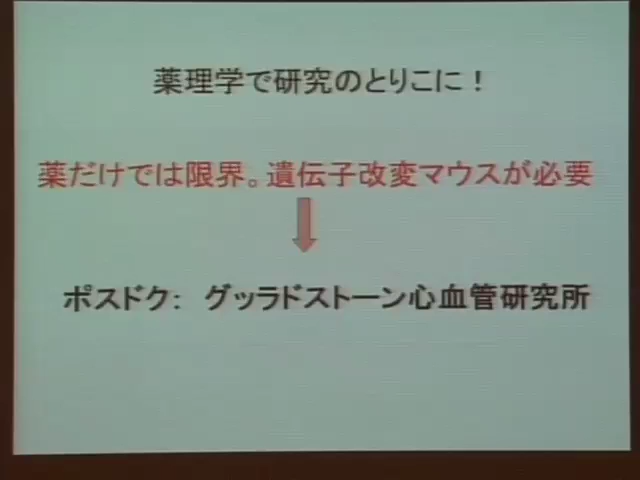 薬理学で研究のとりこに！
薬だけでは限界。遺伝子改変マウスが必要
ポスドク： グッラドストーン心血管研究所